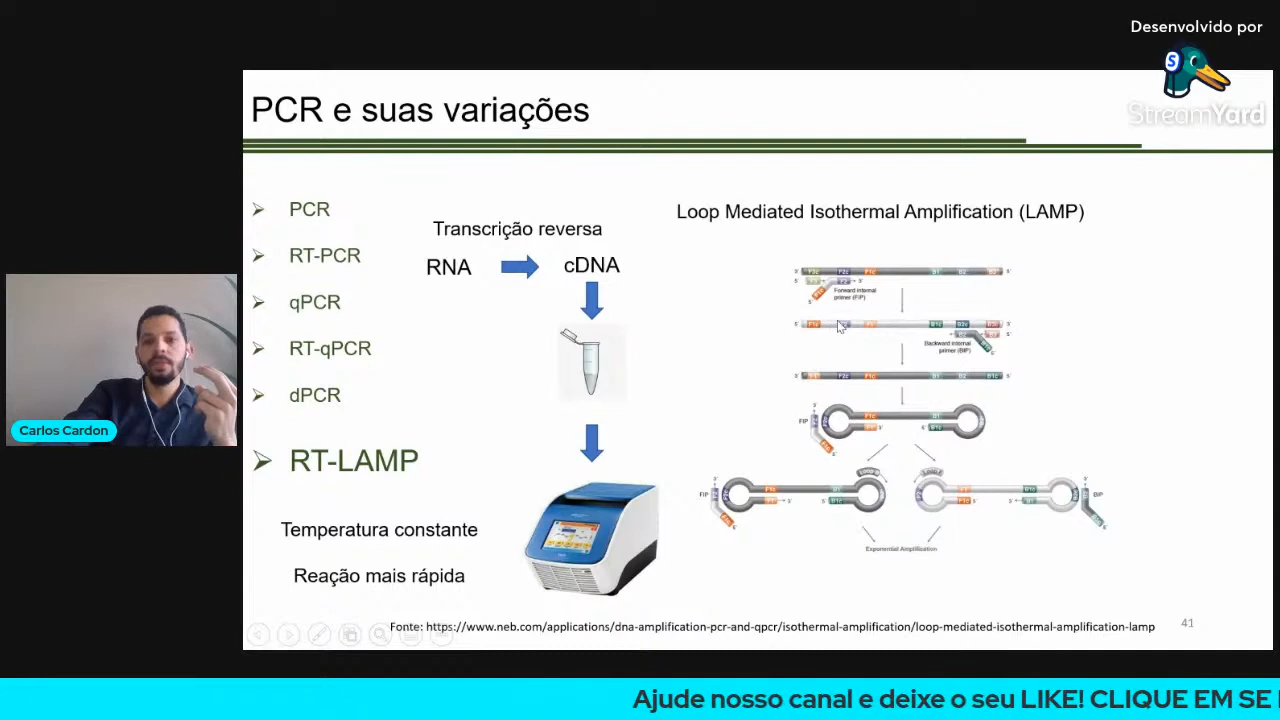 Desenvolvido por
S
StreamYard
PCR e suas variações
PCR
RT-PCR
qPCR
RT-qPCR
dPCR
RT-LAMP
Temperatura constante
Reação mais rápida
Transcrição reversa
RNA
cDNA
Loop Mediated Isothermal Amplification (LAMP)
Forward internal
primer (FIP)
Backward internal
primer (BIP)
FIP
FIP
BIP
Exponential Amplification
Fonte: https://www.neb.com/applications/dna-amplification-pcr-and-qpcr/isothermal-amplification/loop-mediated-isothermal-amplification-lamp
41
Carlos Cardon
Ajude nosso canal e deixe o seu LIKE! CLIQUE EM SE